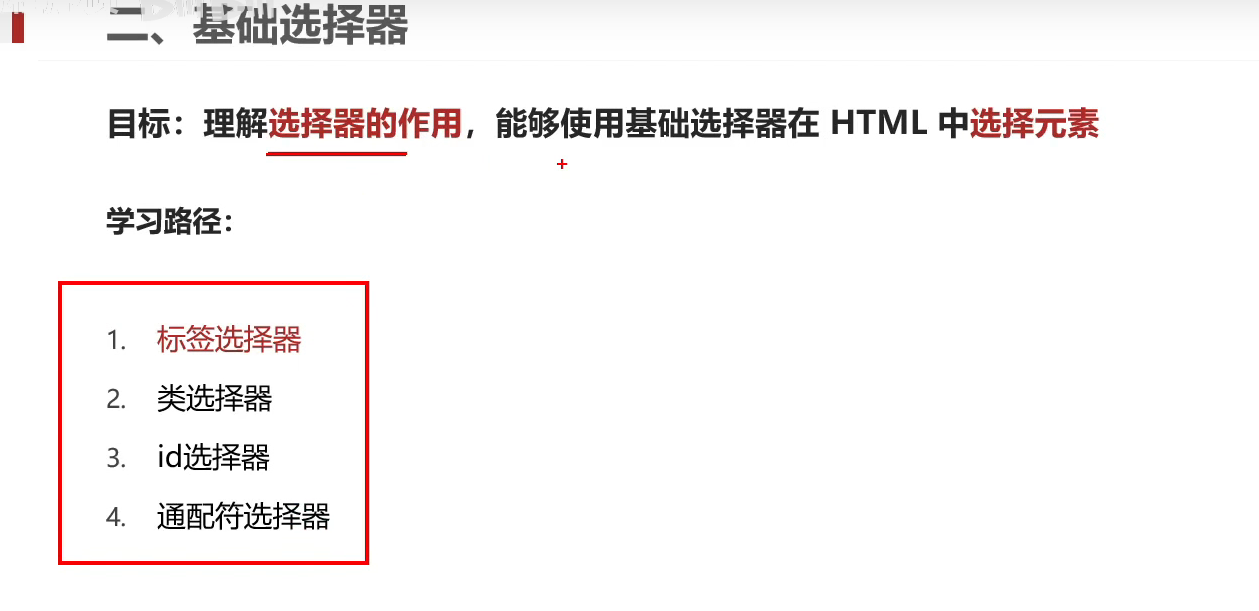 二、基础选择器
目标：理解选择器的作用，能够使用基础选择器在 HTML 中选择元素
学习路径：
1. 标签选择器
2. 类选择器
3. id选择器
4. 通配符选择器